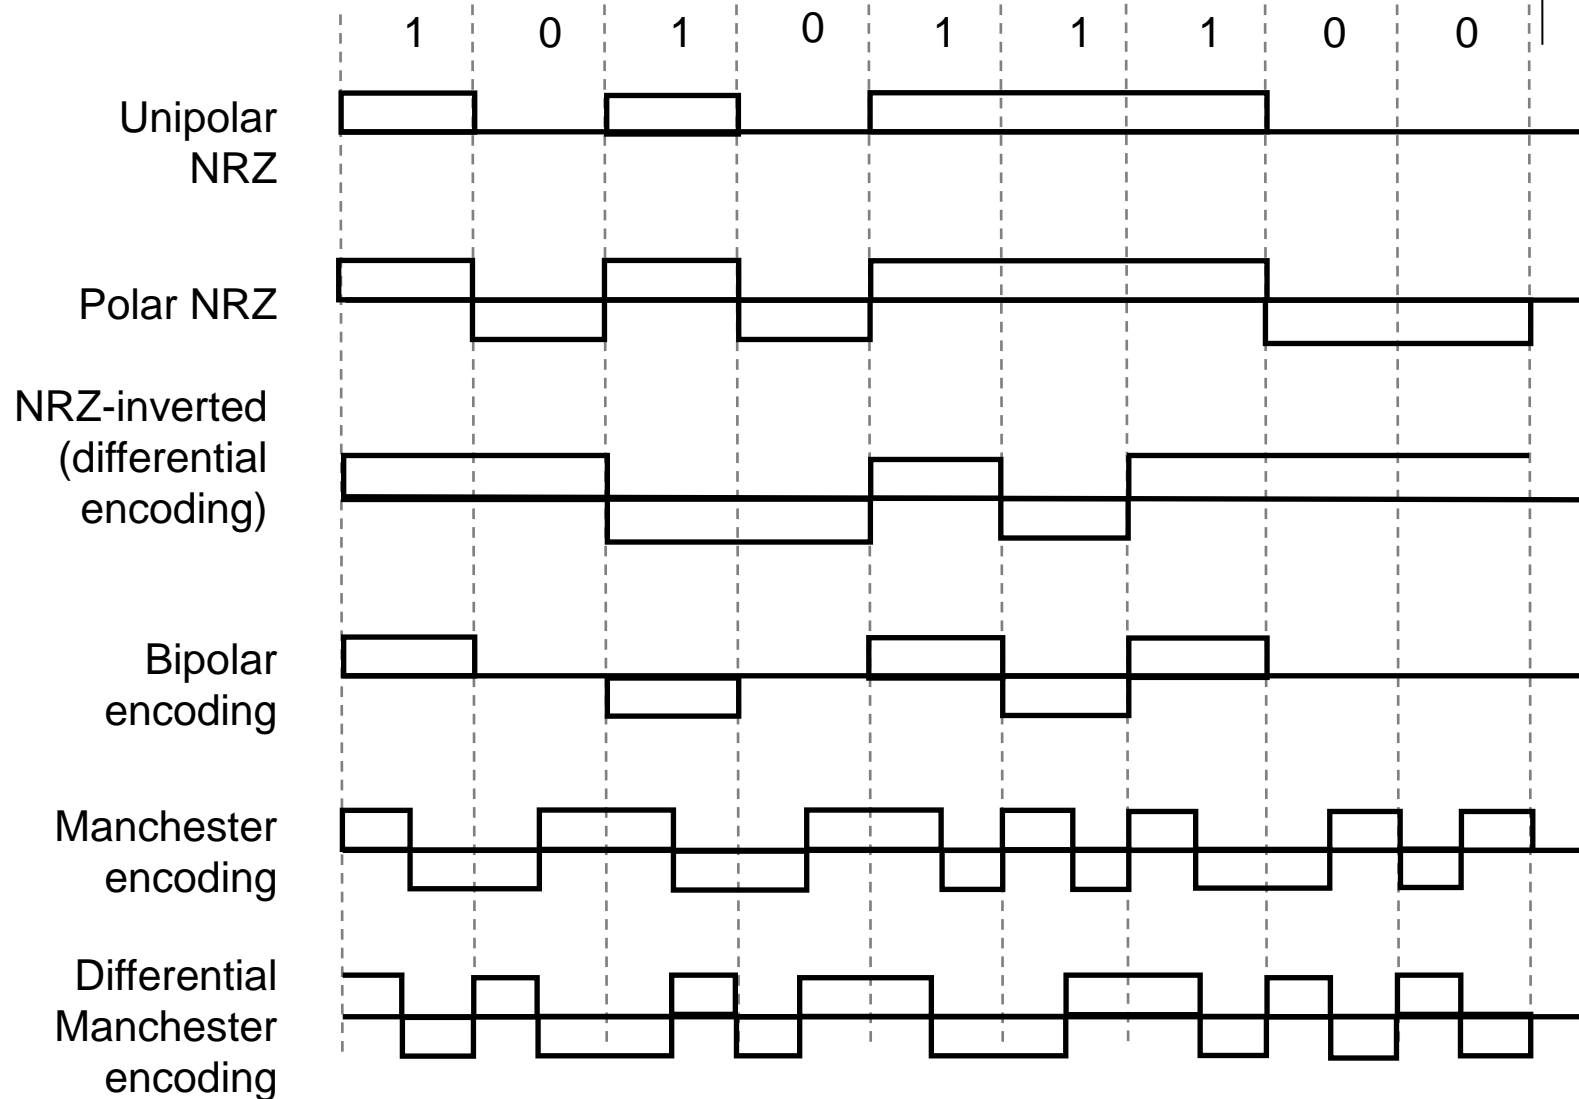 1 0 1 0 1 1 1 0 0
Unipolar
NRZ
Polar NRZ
NRZ-inverted
(differential
encoding)
Bipolar
encoding
Manchester
encoding
Differential
Manchester
encoding